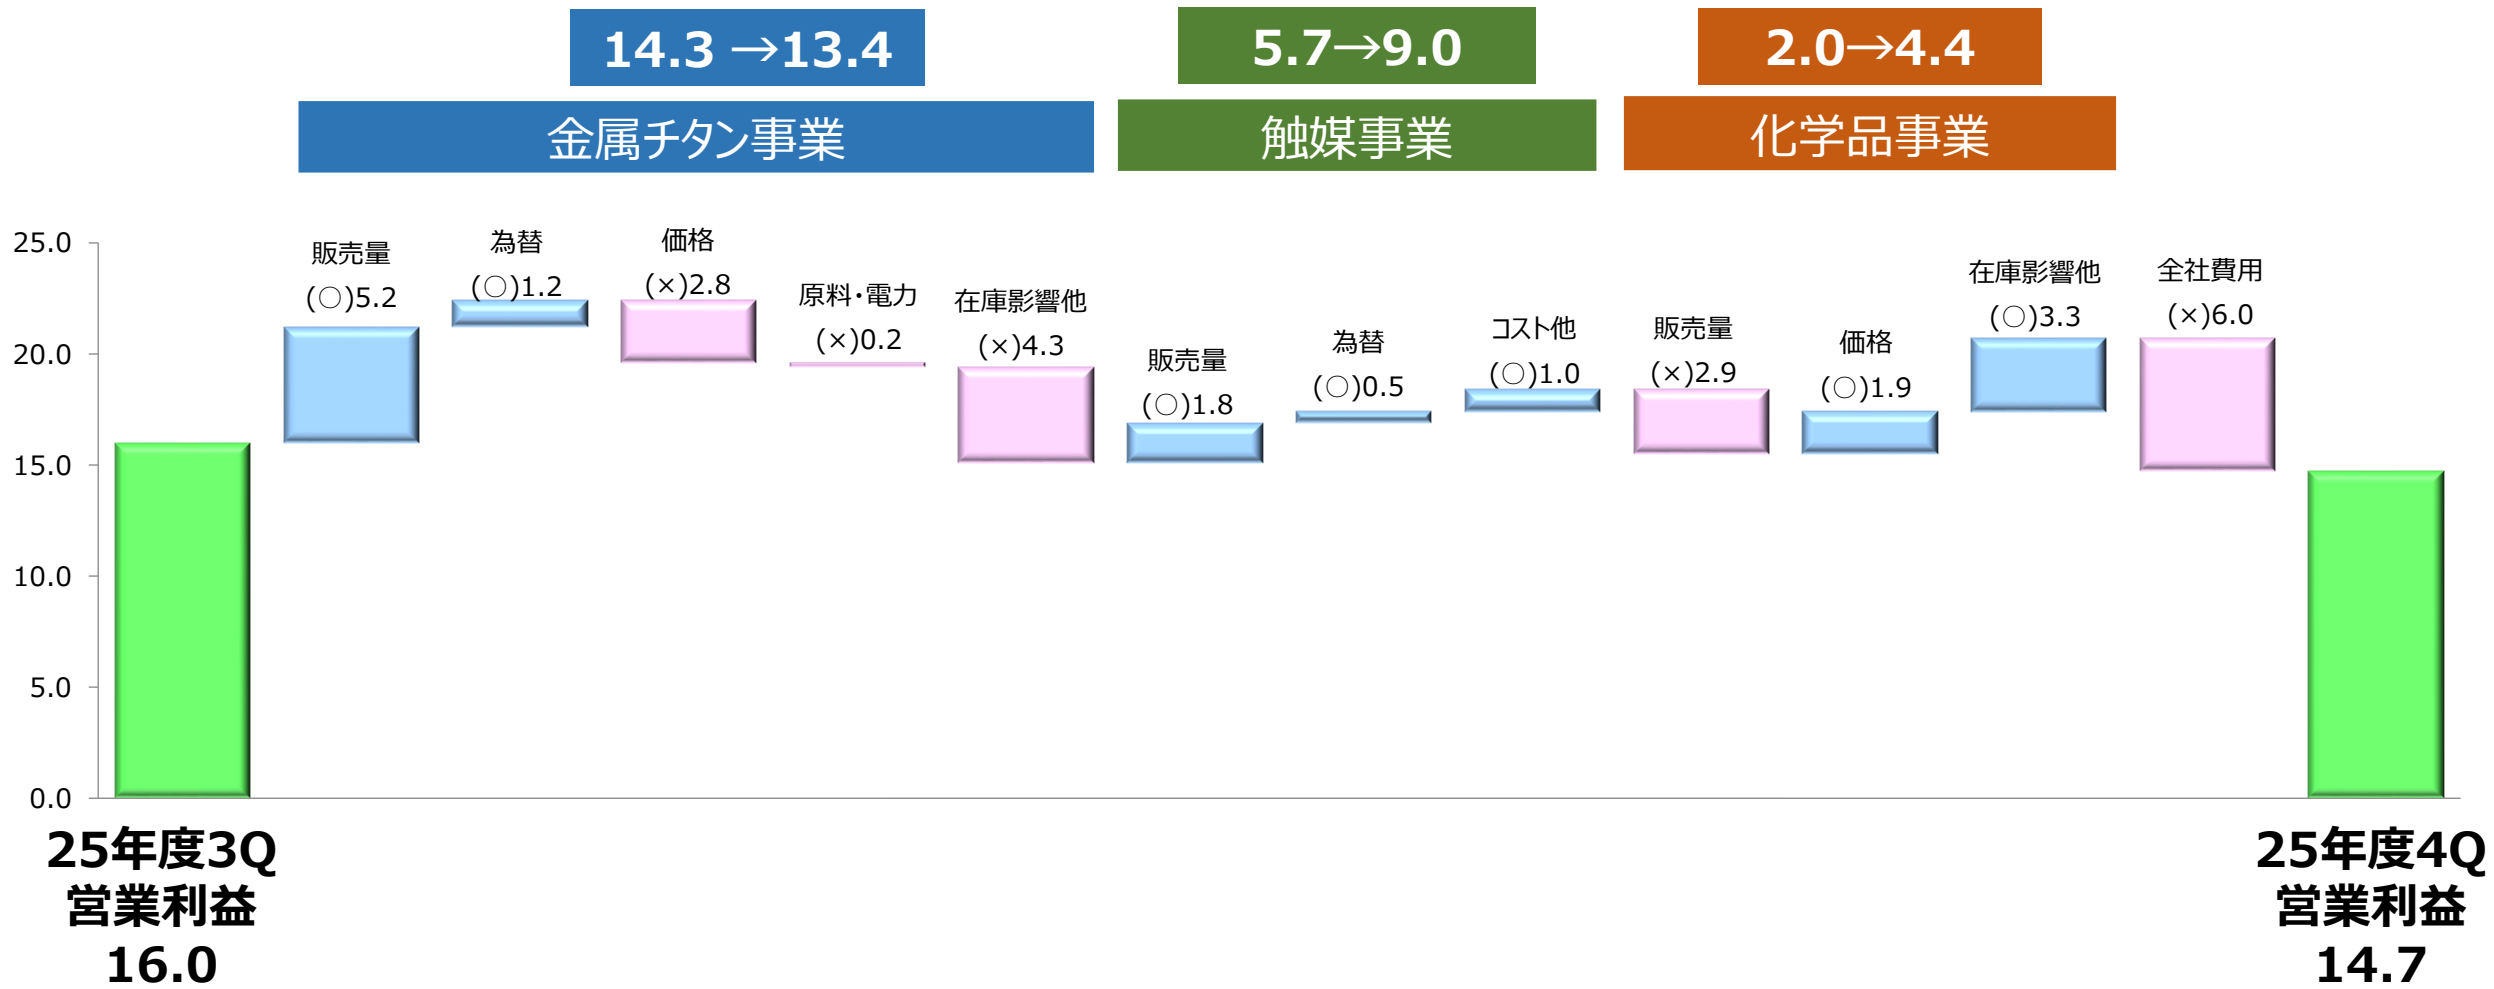 14.3 →13.4
5.7→9.0
2.0→4.4
金属チタン事業
触媒事業
化学品事業
25.0
20.0
15.0
10.0
5.0
0.0
販売量
(○)5.2
為替
(○)1.2
価格
(×)2.8
原料・電力
(×)0.2
在庫影響他
(×)4.3
販売量
(○)1.8
為替
(○)0.5
コスト他
(○)1.0
販売量
(×)2.9
価格
(○)1.9
在庫影響他
(○)3.3
全社費用
(×)6.0
25年度3Q
営業利益
16.0
25年度4Q
営業利益
14.7